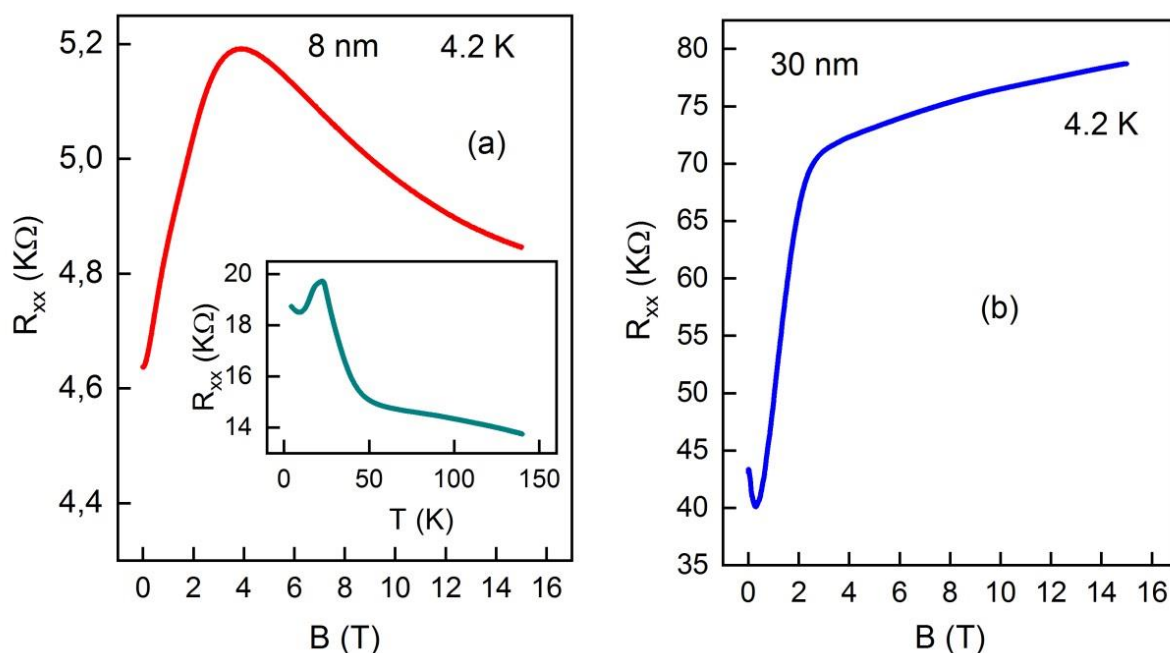 8 nm 4.2 K
(a)
5,2
5,0
4,8
4,6
4,4
R_xx (KΩ)
0 2 4 6 8 10 12 14 16
B (T)
20
18
16
14
R_xx (KΩ)
0 50 100 150
T (K)
30 nm
4.2 K
(b)
80
75
70
65
60
55
50
45
40
35
R_xx (KΩ)
0 2 4 6 8 10 12 14 16
B (T)